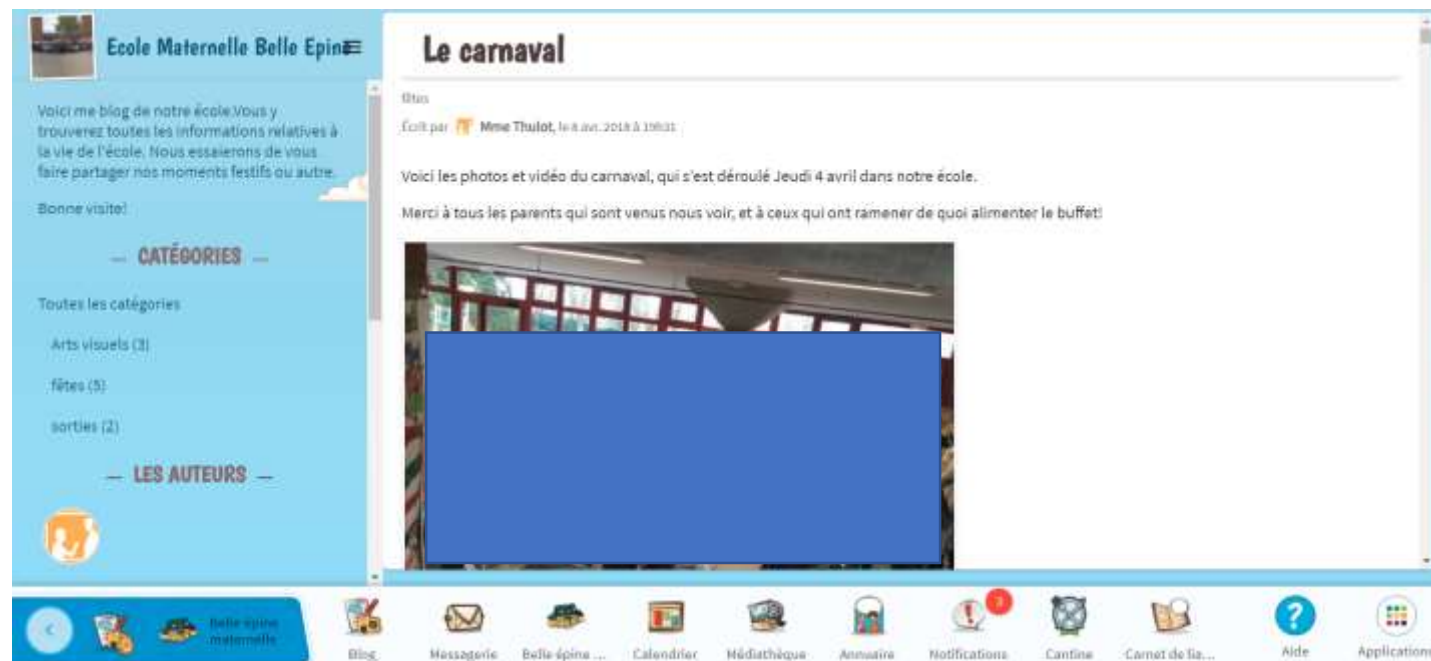 Ecole Maternelle Belle Epine
Voici me blog de notre école.Vous y
trouverez toutes les informations relatives à
la vie de l'école. Nous essaierons de vous
faire partager nos moments festifs ou autre.
Bonne visite!
— CATÉGORIES —
Toutes les catégories
Arts visuels (3)
fêtes (5)
sorties (2)
— LES AUTEURS —
Le carnaval
fêtes
Écrit par Mme Thulot, le 8 avr. 2018 à
Voici les photos et vidéo du carnaval, qui s'est déroulé Jeudi 4 avril dans notre école.
Merci à tous les parents qui sont venus nous voir, et à ceux qui ont ramener de quoi alimenter le buffet!
Belle épine
maternelle
Blog
Messagerie
Belle épine ...
Calendrier
Médiathèque
Annuaire
Notifications
Cantine
Carnet de lia...
Aide
Applications